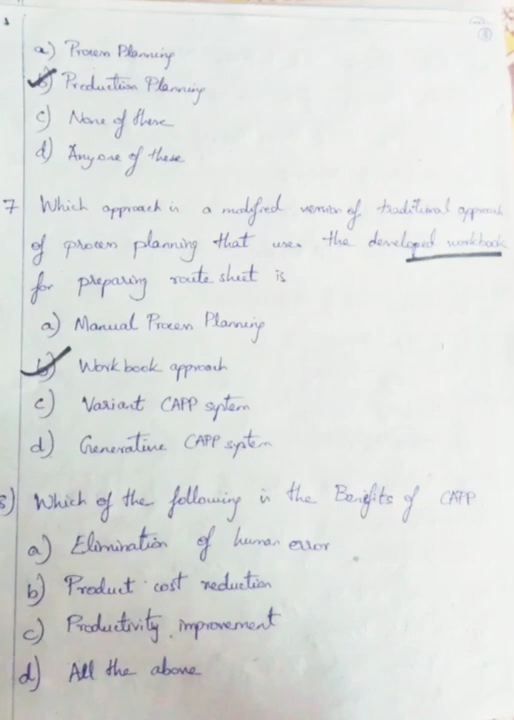 a) Process Planning
b) Production Planning
c) None of these
d) Any one of these
7 Which approach is a modified version of traditional approach
of process planning that uses the developed workbook
for preparing route sheet is
a) Manual Process Planning
b) Work book approach
c) Variant CAPP system
d) Generative CAPP system
8) Which of the following is the Benifits of CAPP
a) Elimination of human error
b) Product cost reduction
c) Productivity improvement
d) All the above